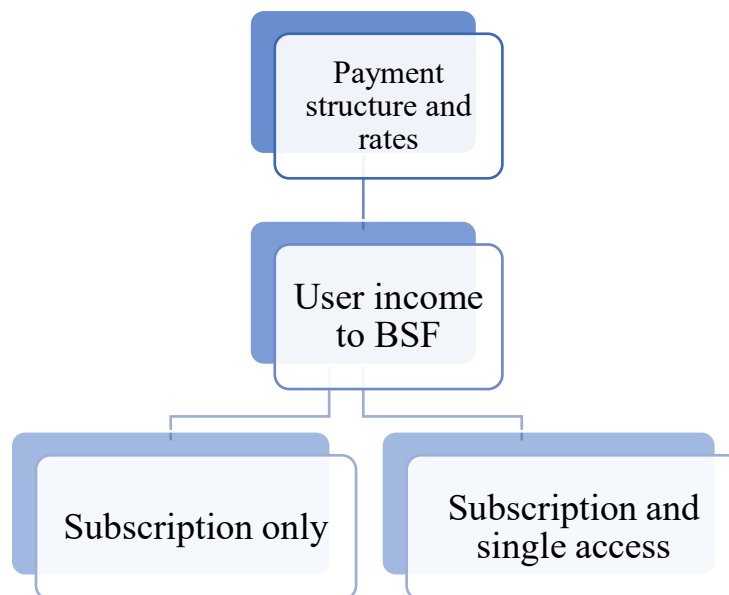 Payment
structure and
rates
User income
to BSF
Subscription only
Subscription and
single access